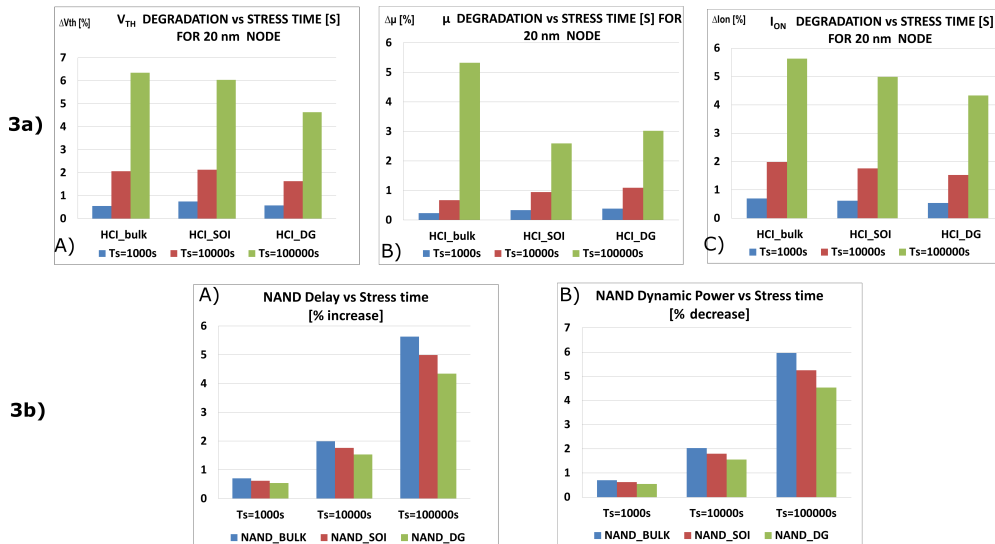 3a)
ΔVth [%]
V_TH DEGRADATION vs STRESS TIME [S]
FOR 20 nm NODE
7
6
5
4
3
2
1
0
HCI_bulk HCI_SOI HCI_DG
A)
Ts=1000s Ts=10000s Ts=100000s
Δμ [%]
μ DEGRADATION vs STRESS TIME [S] FOR
20 nm NODE
6
5
4
3
2
1
0
HCI_bulk HCI_SOI HCI_DG
B)
Ts=1000s Ts=10000s Ts=100000s
ΔIon [%]
I_ON DEGRADATION vs STRESS TIME [S]
FOR 20 nm NODE
6
5
4
3
2
1
0
HCI_bulk HCI_SOI HCI_DG
C)
Ts=1000s Ts=10000s Ts=100000s
3b)
A)
NAND Delay vs Stress time
[% increase]
6
5
4
3
2
1
0
Ts=1000s Ts=10000s Ts=100000s
NAND_BULK NAND_SOI NAND_DG
B)
NAND Dynamic Power vs Stress time
[% decrease]
7
6
5
4
3
2
1
0
Ts=1000s Ts=10000s Ts=100000s
NAND_BULK NAND_SOI NAND_DG